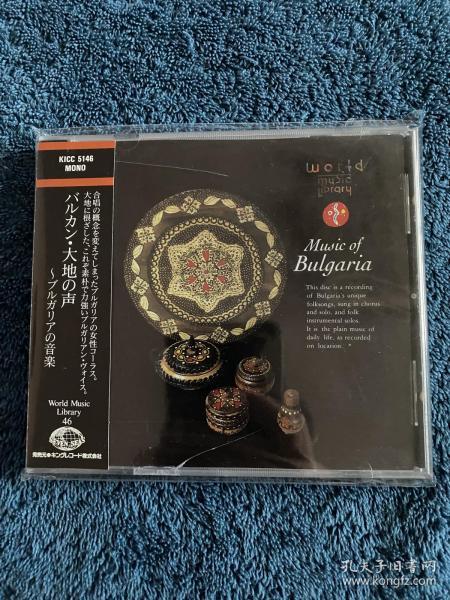 KICC 5146
MONO
合唱の概念を変えてしまったブルガリアの女性コーラス。
大地に根ざした、これぞ素朴で力強いブルガリアン・ヴォイス。
バルカン・大地の声
～ブルガリアの音楽
World Music
Library
46
SEVEN SEAS
発売元●キングレコード株式会社
world
music
library
Music of
Bulgaria
This disc is a recording
of Bulgaria's unique
folksongs, sung in chorus
and solo, and folk
instrumental solos.
It is the plain music of
daily life, as recorded
on location.
孔夫子旧书网
www.kongfz.com